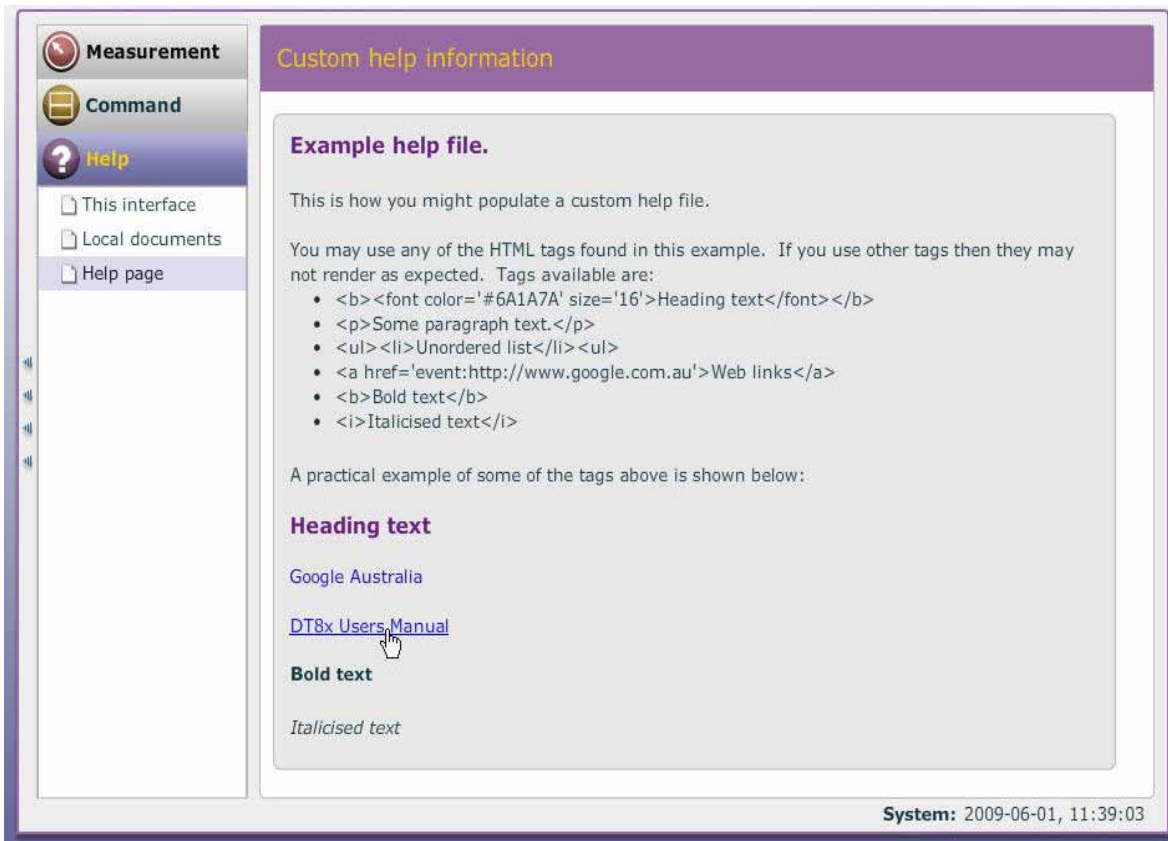 Measurement
Command
Help
This interface
Local documents
Help page
Custom help information
Example help file.
This is how you might populate a custom help file.
You may use any of the HTML tags found in this example.  If you use other tags then they may
not render as expected.  Tags available are:
• <b><font color='#6A1A7A' size='16'>Heading text</font></b>
• <p>Some paragraph text.</p>
• <ul><li>Unordered list</li><ul>
• <a href='event:http://www.google.com.au'>Web links</a>
• <b>Bold text</b>
• <i>Italicised text</i>
A practical example of some of the tags above is shown below:
Heading text
Google Australia
DT8x Users Manual
Bold text
Italicised text
System: 2009-06-01, 11:39:03